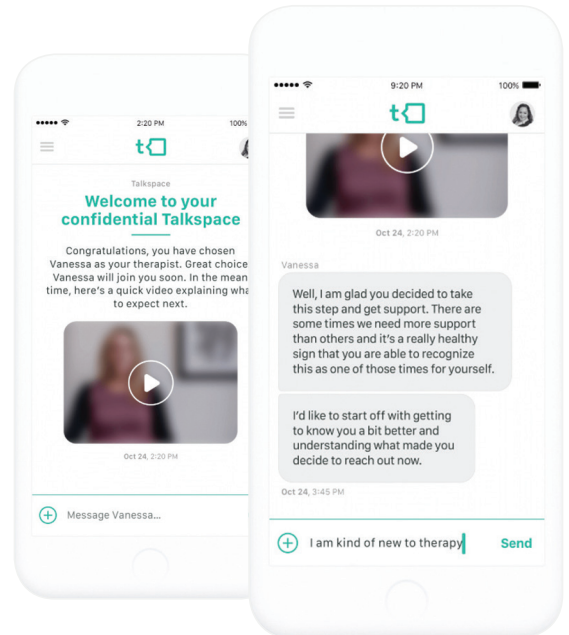 2:20 PM
100%
t
Talkspace
Welcome to your
confidential Talkspace
Congratulations, you have chosen
Vanessa as your therapist. Great choice
Vanessa will join you soon. In the mean
time, here's a quick video explaining wha
to expect next.
Oct 24, 2:20 PM
Message Vanessa...
9:20 PM
100%
t
Oct 24, 2:20 PM
Vanessa
Well, I am glad you decided to take
this step and get support. There are
some times we need more support
than others and it's a really healthy
sign that you are able to recognize
this as one of those times for yourself.
I'd like to start off with getting
to know you a bit better and
understanding what made you
decide to reach out now.
Oct 24, 3:45 PM
I am kind of new to therapy
Send